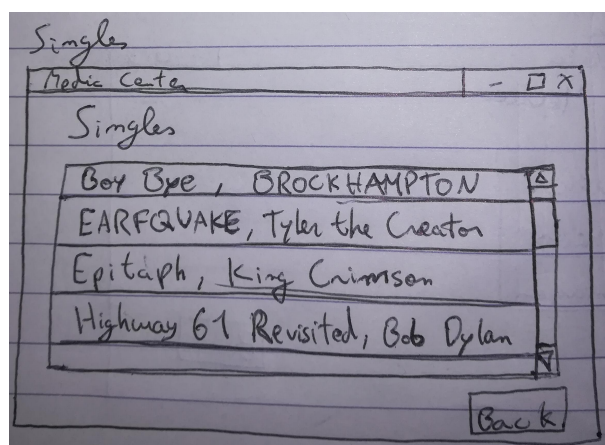 Singles
Media Center
Singles
Boy Bye, BROCKHAMPTON
EARFQUAKE, Tyler the Creator
Epitaph, King Crimson
Highway 61 Revisited, Bob Dylan
Back